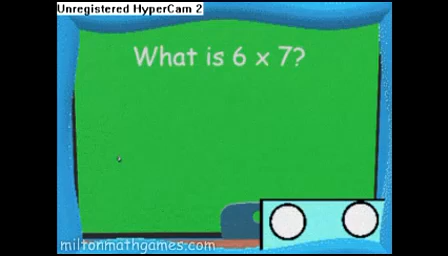 Unregistered HyperCam 2
What is 6 x 7?
miltonmathgames.com